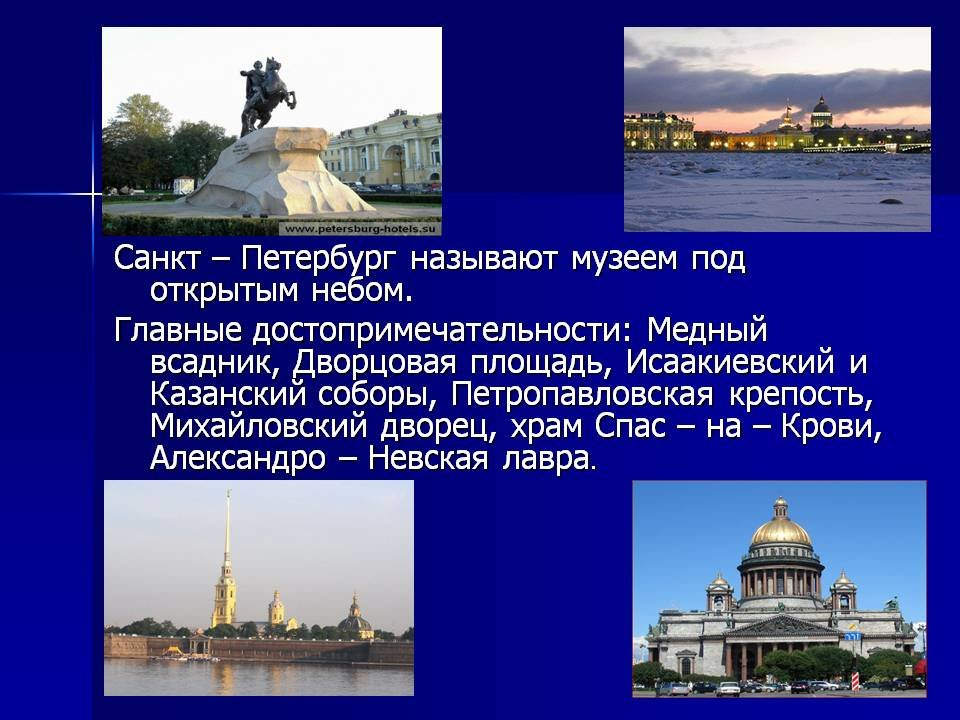 www.petersburg-hotels.su
Санкт – Петербург называют музеем под
открытым небом.
Главные достопримечательности: Медный
всадник, Дворцовая площадь, Исаакиевский и
Казанский соборы, Петропавловская крепость,
Михайловский дворец, храм Спас – на – Крови,
Александро – Невская лавра.